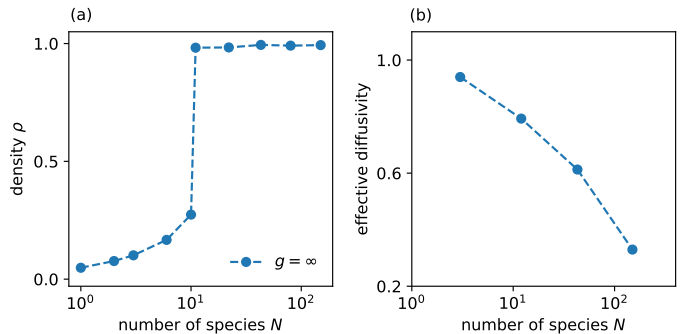 (a)
density ρ
1.0
0.5
0.0
10⁰
10¹
10²
number of species N
g = ∞
(b)
effective diffusivity
1.0
0.6
0.2
10⁰
10¹
10²
number of species N